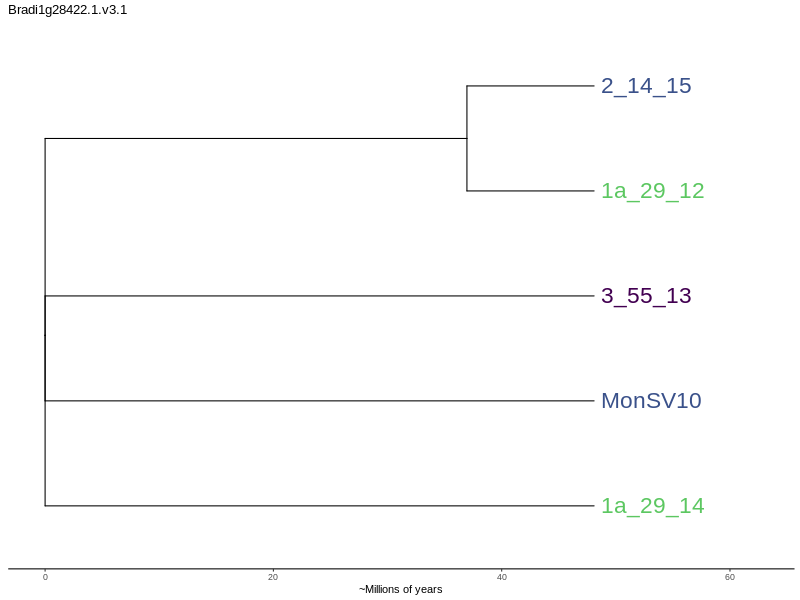 Bradi1g28422.1.v3.1
2_14_15
1a_29_12
3_55_13
MonSV10
1a_29_14
0 20 40 60
~Millions of years